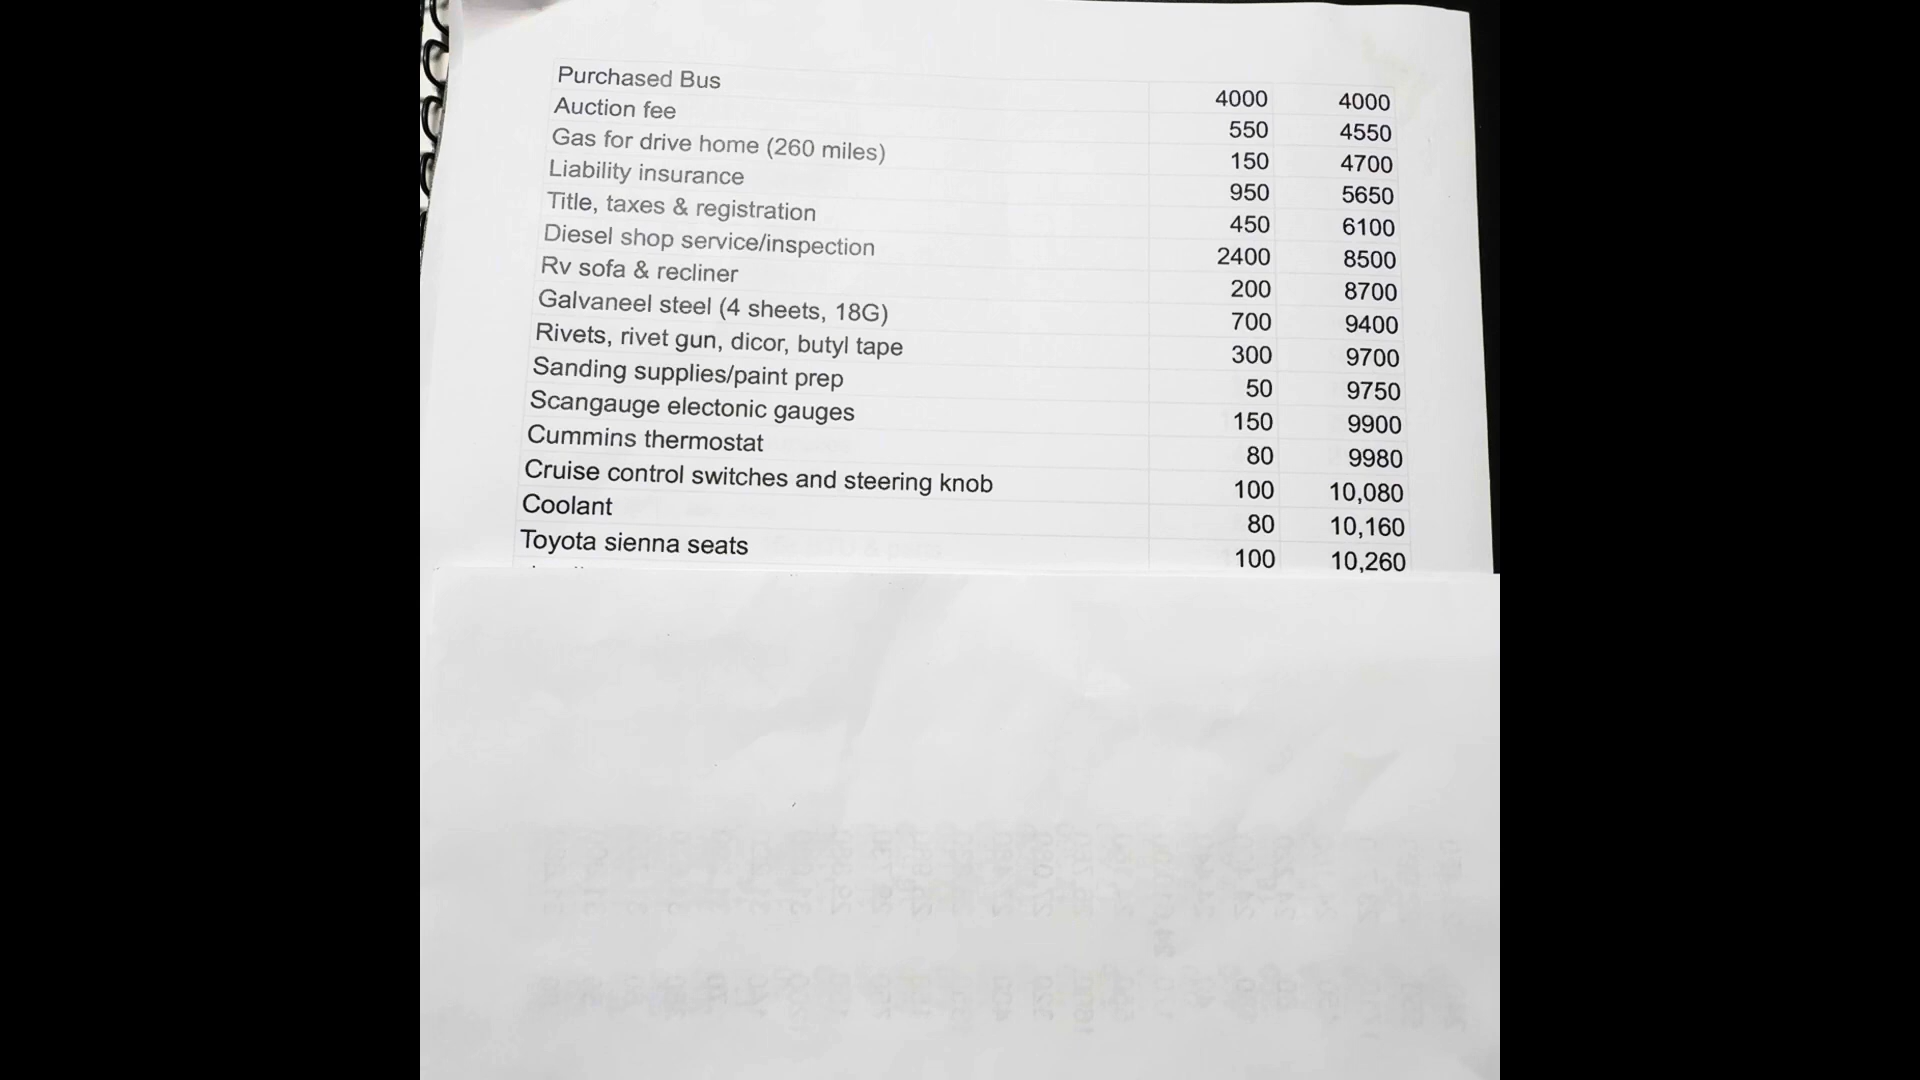 Purchased Bus 4000 4000
Auction fee 550 4550
Gas for drive home (260 miles) 150 4700
Liability insurance 950 5650
Title, taxes & registration 450 6100
Diesel shop service/inspection 2400 8500
Rv sofa & recliner 200 8700
Galvaneel steel (4 sheets, 18G) 700 9400
Rivets, rivet gun, dicor, butyl tape 300 9700
Sanding supplies/paint prep 50 9750
Scangauge electonic gauges 150 9900
Cummins thermostat 80 9980
Cruise control switches and steering knob 100 10,080
Coolant 80 10,160
Toyota sienna seats 100 10,260